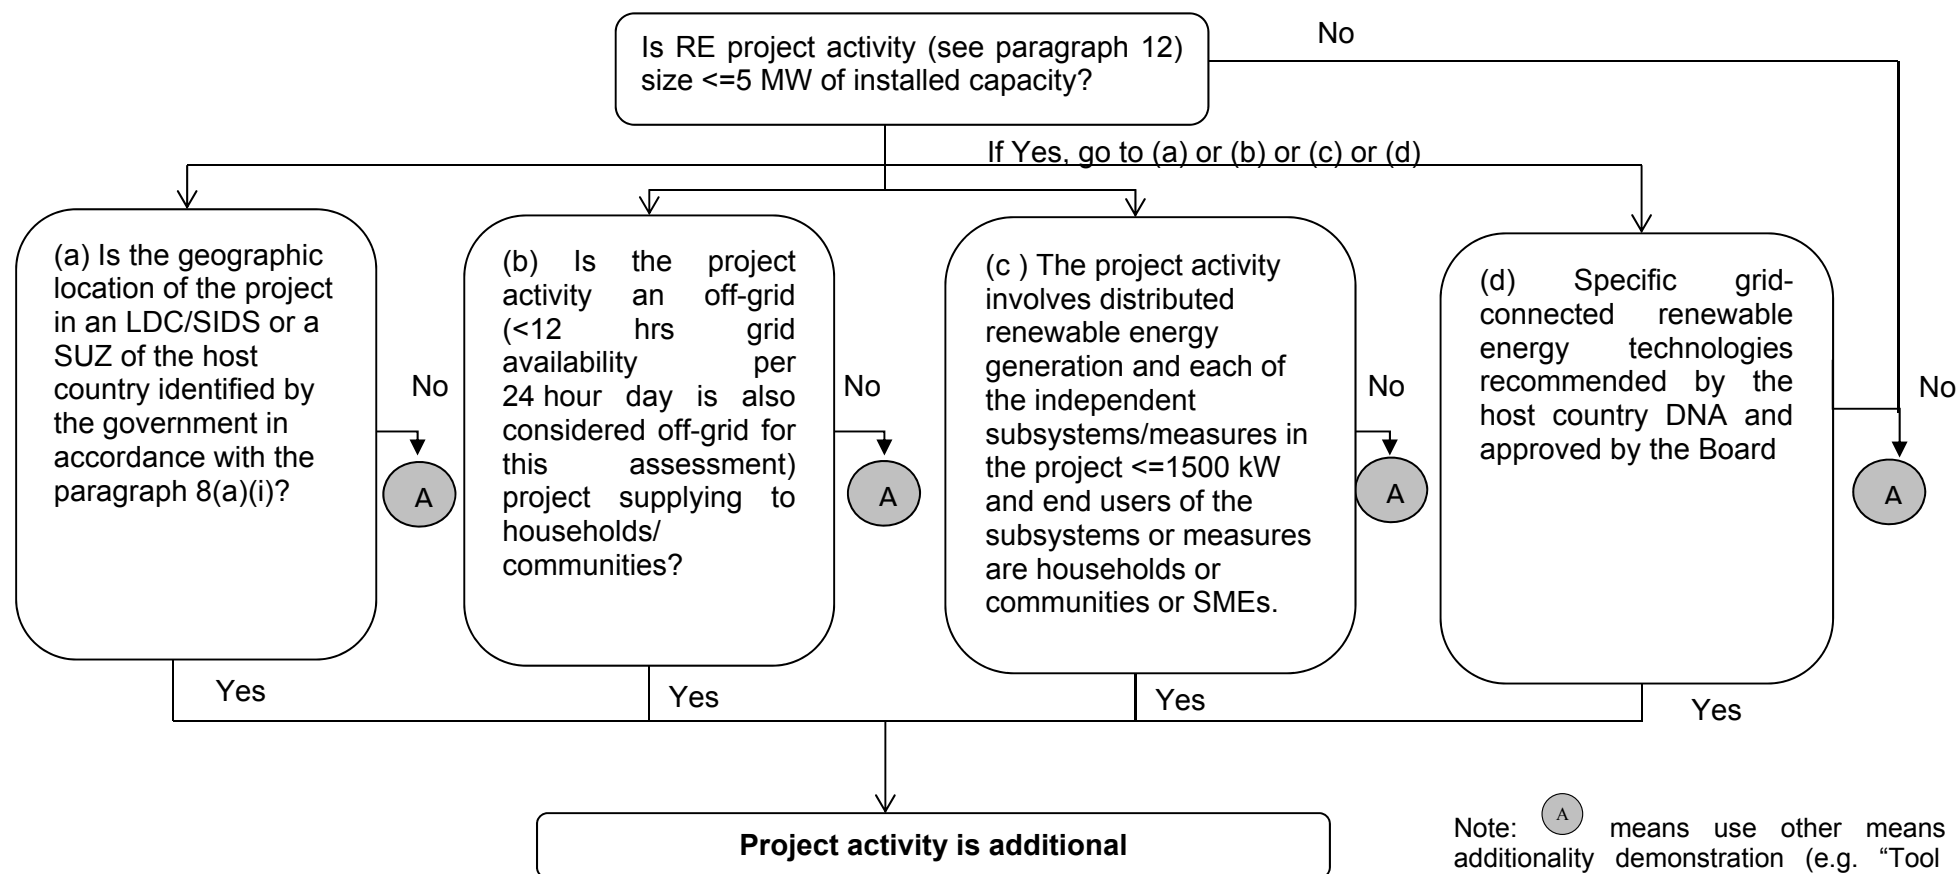 Is RE project activity (see paragraph 12)
size <=5 MW of installed capacity?
No
If Yes, go to (a) or (b) or (c) or (d)
(a) Is the geographic
location of the project
in an LDC/SIDS or a
SUZ of the host
country identified by
the government in
accordance with the
paragraph 8(a)(i)?
No
A
Yes
(b) Is the project
activity an off-grid
(<12 hrs grid
availability per
24 hour day is also
considered off-grid for
this assessment)
project supplying to
households/
communities?
No
A
Yes
(c ) The project activity
involves distributed
renewable energy
generation and each of
the independent
subsystems/measures in
the project <=1500 kW
and end users of the
subsystems or measures
are households or
communities or SMEs.
No
A
Yes
(d) Specific grid-
connected renewable
energy technologies
recommended by the
host country DNA and
approved by the Board
No
A
Yes
Project activity is additional
Note: A means use other means
additionality demonstration (e.g. “Tool